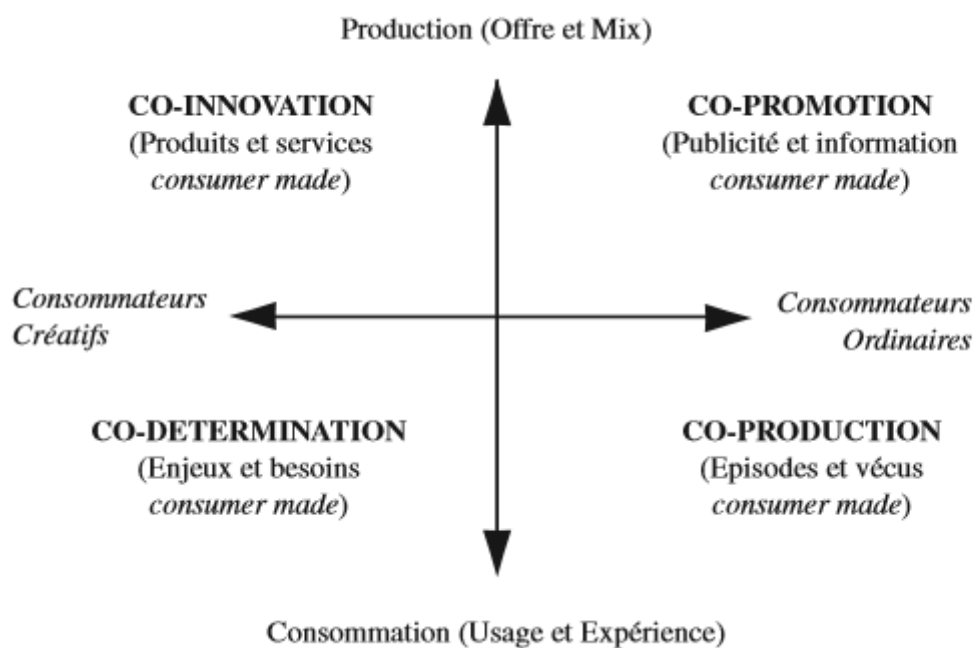 Production (Offre et Mix)
CO-INNOVATION
(Produits et services
consumer made)
CO-PROMOTION
(Publicité et information
consumer made)
Consommateurs
Créatifs
Consommateurs
Ordinaires
CO-DETERMINATION
(Enjeux et besoins
consumer made)
CO-PRODUCTION
(Episodes et vécus
consumer made)
Consommation (Usage et Expérience)